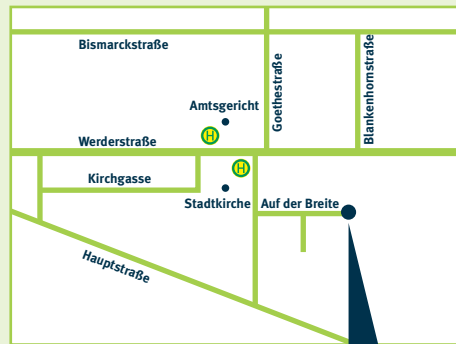 Bismarckstraße
Goethestraße
Blankenhornstraße
Amtsgericht
H
Werderstraße
H
Kirchgasse
Stadtkirche
Auf der Breite
Hauptstraße